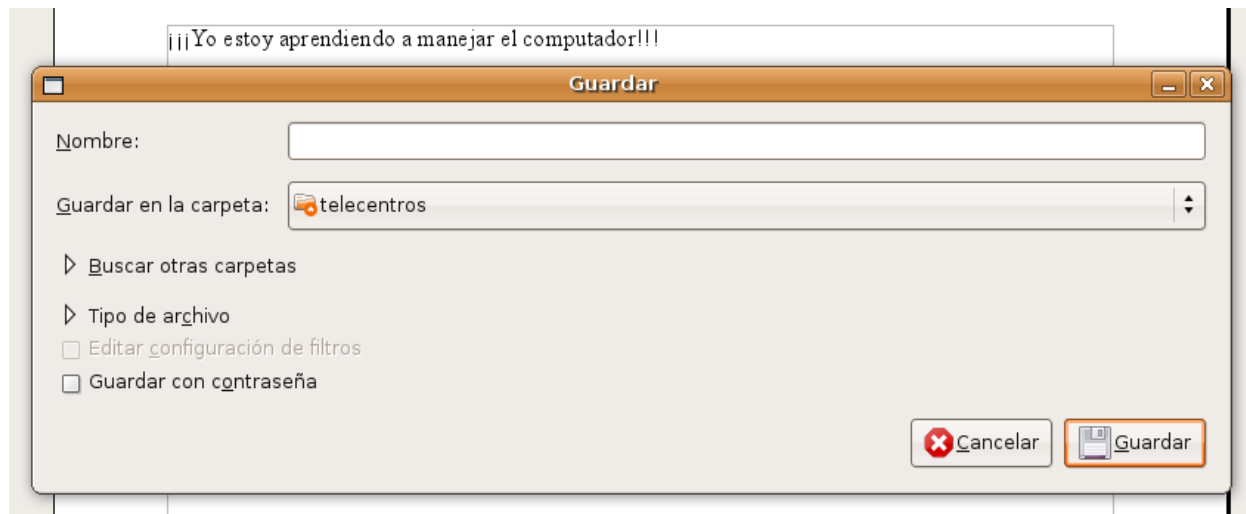 ¡¡¡Yo estoy aprendiendo a manejar el computador!!!
Guardar
Nombre:
Guardar en la carpeta: telecentros
Buscar otras carpetas
Tipo de archivo
Editar configuración de filtros
Guardar con contraseña
Cancelar Guardar